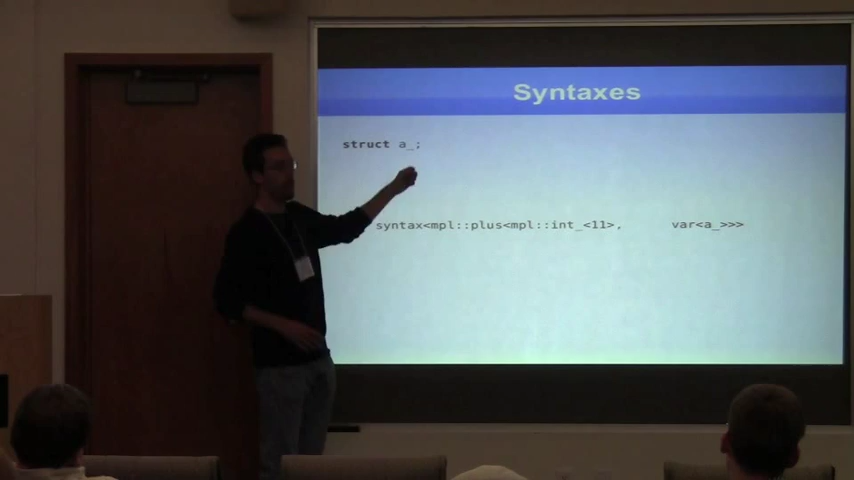 Syntaxes
struct a_;
syntax<mpl::plus<mpl::int_<11>, var<a_>>>